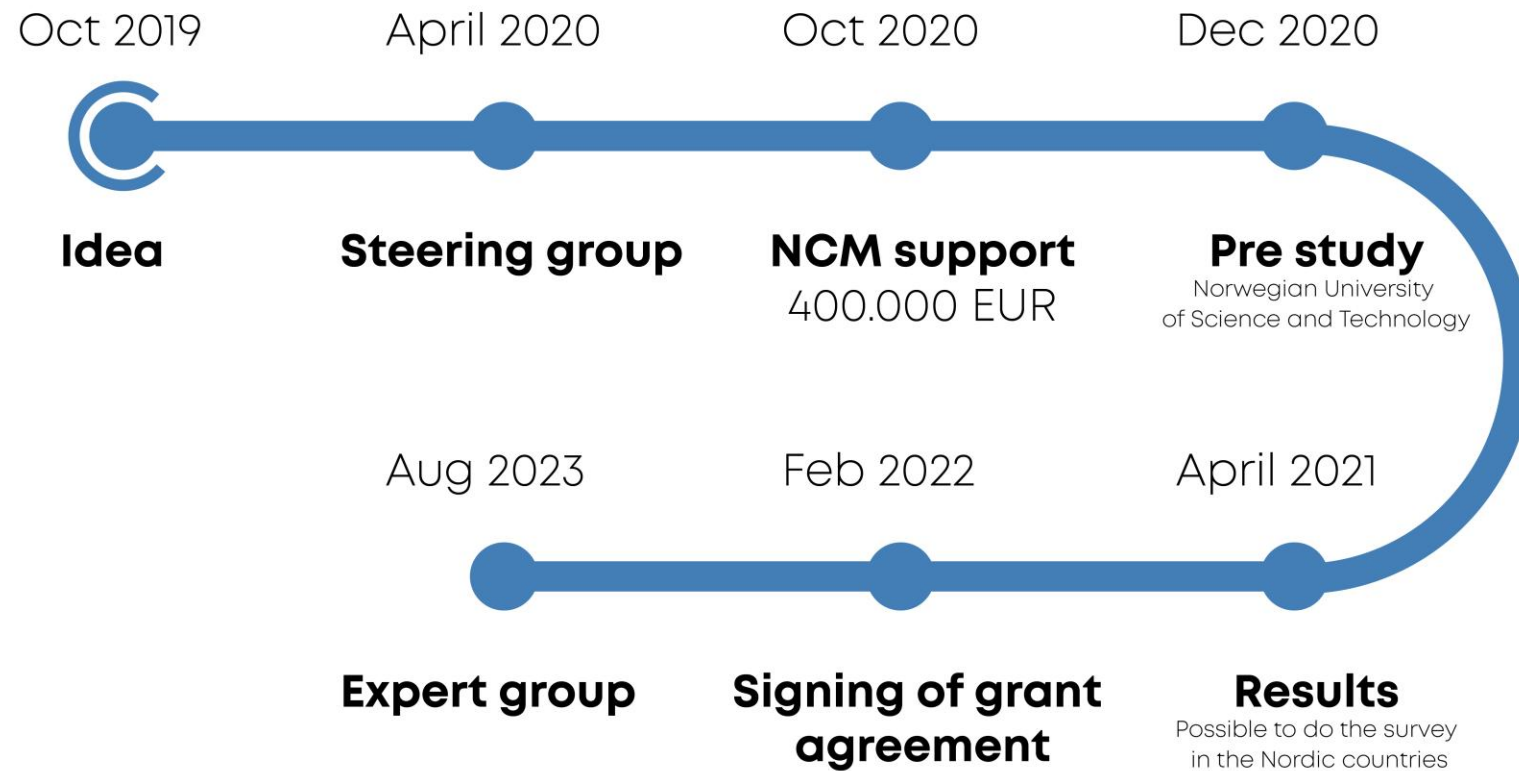 Oct 2019
April 2020
Oct 2020
Dec 2020
Idea
Steering group
NCM support
400.000 EUR
Pre study
Norwegian University
of Science and Technology
Aug 2023
Feb 2022
April 2021
Expert group
Signing of grant
agreement
Results
Possible to do the survey
in the Nordic countries